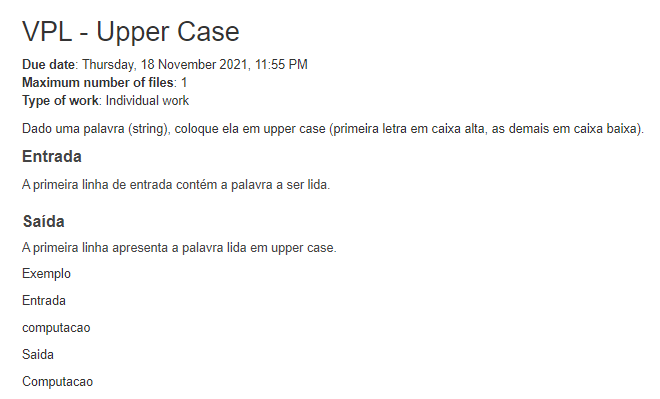 VPL - Upper Case
Due date: Thursday, 18 November 2021, 11:55 PM
Maximum number of files: 1
Type of work: Individual work
Dado uma palavra (string), coloque ela em upper case (primeira letra em caixa alta, as demais em caixa baixa).
Entrada
A primeira linha de entrada contém a palavra a ser lida.
Saída
A primeira linha apresenta a palavra lida em upper case.
Exemplo
Entrada
computacao
Saida
Computacao